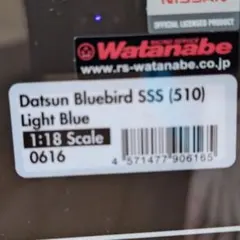 NISSAN
OFFICIAL LICENSED PRODUCT
Watanabe
www.rs-watanabe.co.jp
Datsun Bluebird SSS (510)
Light Blue
1:18 Scale
0616
4 571477 906165